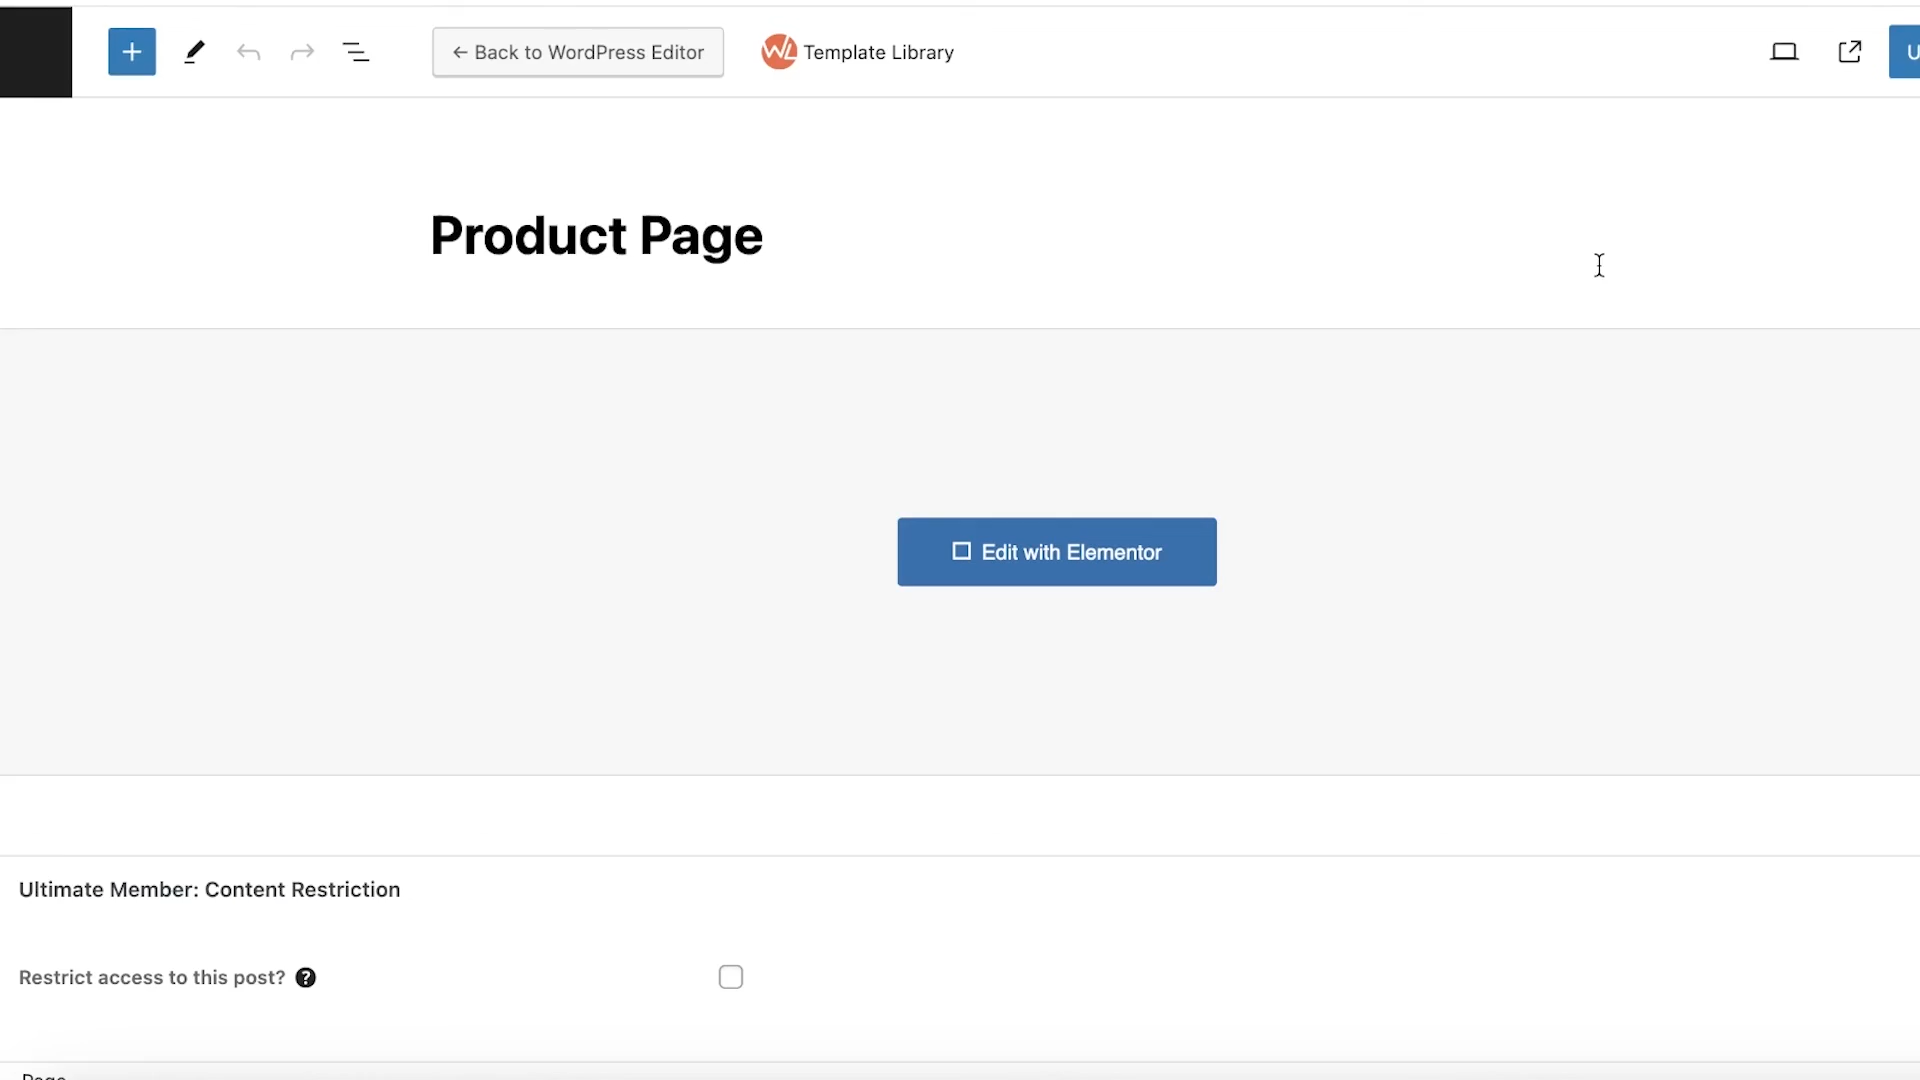 ← Back to WordPress Editor
Template Library
Product Page
Edit with Elementor
Ultimate Member: Content Restriction
Restrict access to this post?